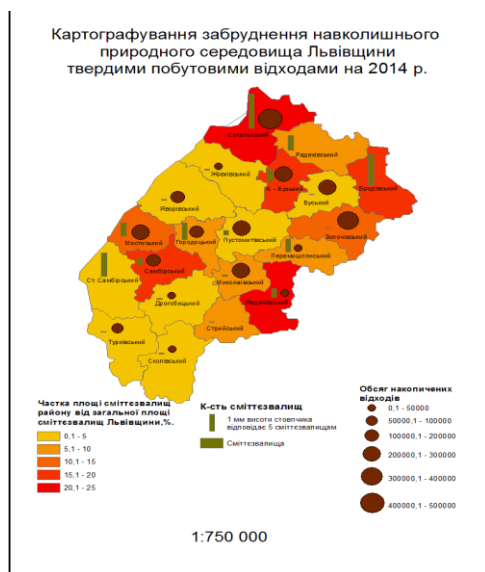 Картографування забруднення навколишнього
природного середовища Львівщини
твердими побутовими відходами на 2014 р.
Сокальський
Радехівський
Жовківський
К - Бузький
Бродівський
Буський
Яворівський
Мостиський
Городоцький
Пустомитівський
Золочівський
Перемишлянський
Самбірський
Ст. Самбірський
Миколаївський
Дрогобицький
Стрийський
Турківський
Сколівський
Частка площі сміттєзвалищ
району від загальної площі
сміттєзвалищ Львівщини,%.
0,1 - 5
5,1 - 10
10,1 - 15
15,1 - 20
20,1 - 25
К-сть сміттєзвалищ
1 мм висоти стовпчика
відповідає 5 сміттєзвалищам
Сміттєзвалища
Обсяг накопичених
відходів
0,1 - 50000
50000,1 - 100000
100000,1 - 200000
200000,1 - 300000
300000,1 - 400000
400000,1 - 500000
1:750 000